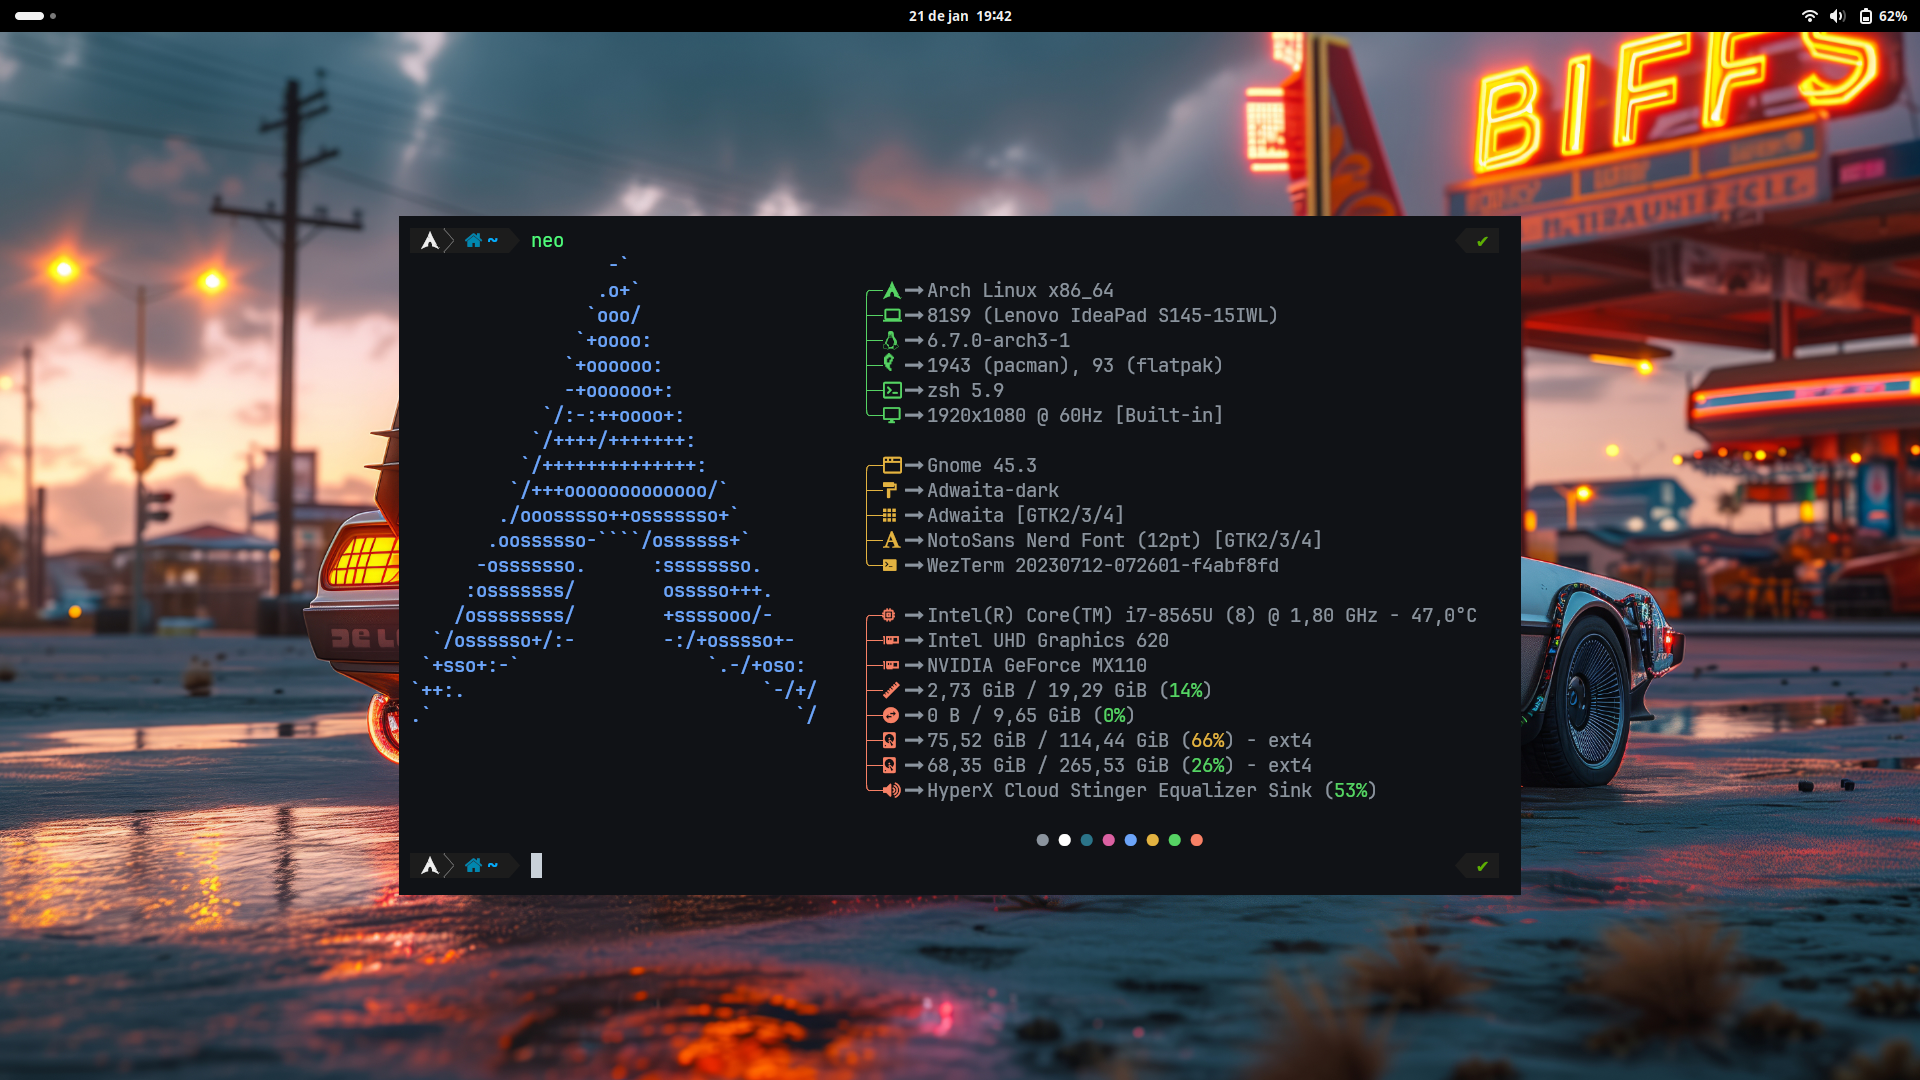 21 de jan 19:42
62%
BIFFS
~ neo ✔
-`
.o+`
`ooo/
`+oooo:
`+oooooo:
-+oooooo+:
`/:-:++oooo+:
`/++++/+++++++:
`/++++++++++++++:
`/+++ooooooooooooo/`
./ooosssso++osssssso+`
.oossssso-````/ossssss+`
-osssssso. :ssssssso.
:osssssss/ osssso+++.
/ossssssss/ +ssssooo/-
`/ossssso+/:- -:/+osssso+-
`+sso+:-` `.-/+oso:
`++:. `-/+/
.` `/
Arch Linux x86_64
81S9 (Lenovo IdeaPad S145-15IWL)
6.7.0-arch3-1
1943 (pacman), 93 (flatpak)
zsh 5.9
1920x1080 @ 60Hz [Built-in]
Gnome 45.3
Adwaita-dark
Adwaita [GTK2/3/4]
NotoSans Nerd Font (12pt) [GTK2/3/4]
WezTerm 20230712-072601-f4abf8fd
Intel(R) Core(TM) i7-8565U (8) @ 1,80 GHz - 47,0°C
Intel UHD Graphics 620
NVIDIA GeForce MX110
2,73 GiB / 19,29 GiB (14%)
0 B / 9,65 GiB (0%)
75,52 GiB / 114,44 GiB (66%) - ext4
68,35 GiB / 265,53 GiB (26%) - ext4
HyperX Cloud Stinger Equalizer Sink (53%)
~ ✔